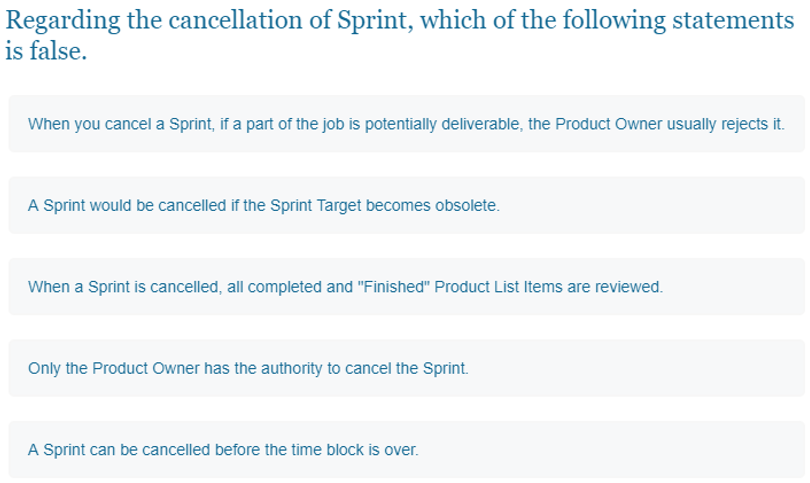 Regarding the cancellation of Sprint, which of the following statements
is false.
When you cancel a Sprint, if a part of the job is potentially deliverable, the Product Owner usually rejects it.
A Sprint would be cancelled if the Sprint Target becomes obsolete.
When a Sprint is cancelled, all completed and "Finished" Product List Items are reviewed.
Only the Product Owner has the authority to cancel the Sprint.
A Sprint can be cancelled before the time block is over.